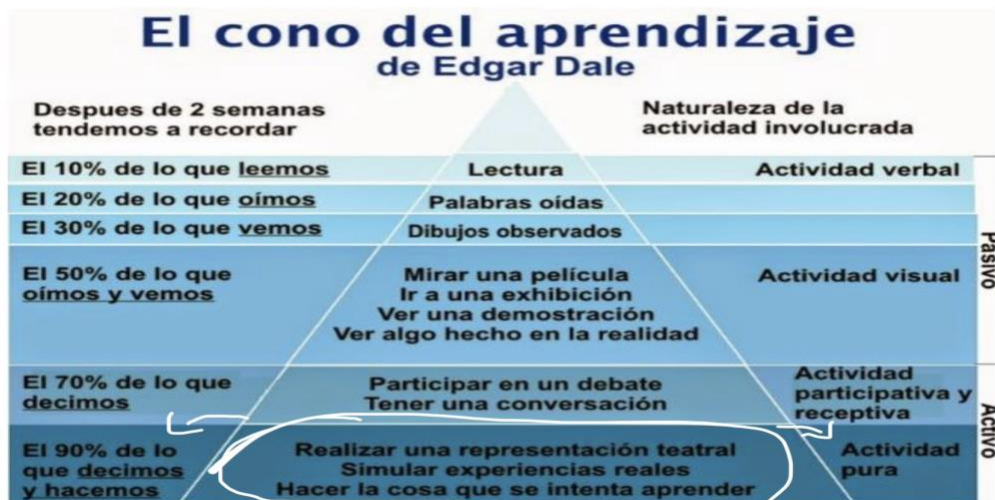 El cono del aprendizaje
de Edgar Dale
Despues de 2 semanas
tendemos a recordar
Naturaleza de la
actividad involucrada
El 10% de lo que leemos
Lectura
Actividad verbal
El 20% de lo que oímos
Palabras oídas
El 30% de lo que vemos
Dibujos observados
El 50% de lo que
oímos y vemos
Mirar una película
Ir a una exhibición
Ver una demostración
Ver algo hecho en la realidad
Actividad visual
Pasivo
El 70% de lo que
decimos
Participar en un debate
Tener una conversación
Actividad
participativa y
receptiva
El 90% de lo
que decimos
y hacemos
Realizar una representación teatral
Simular experiencias reales
Hacer la cosa que se intenta aprender
Actividad
pura
Activo